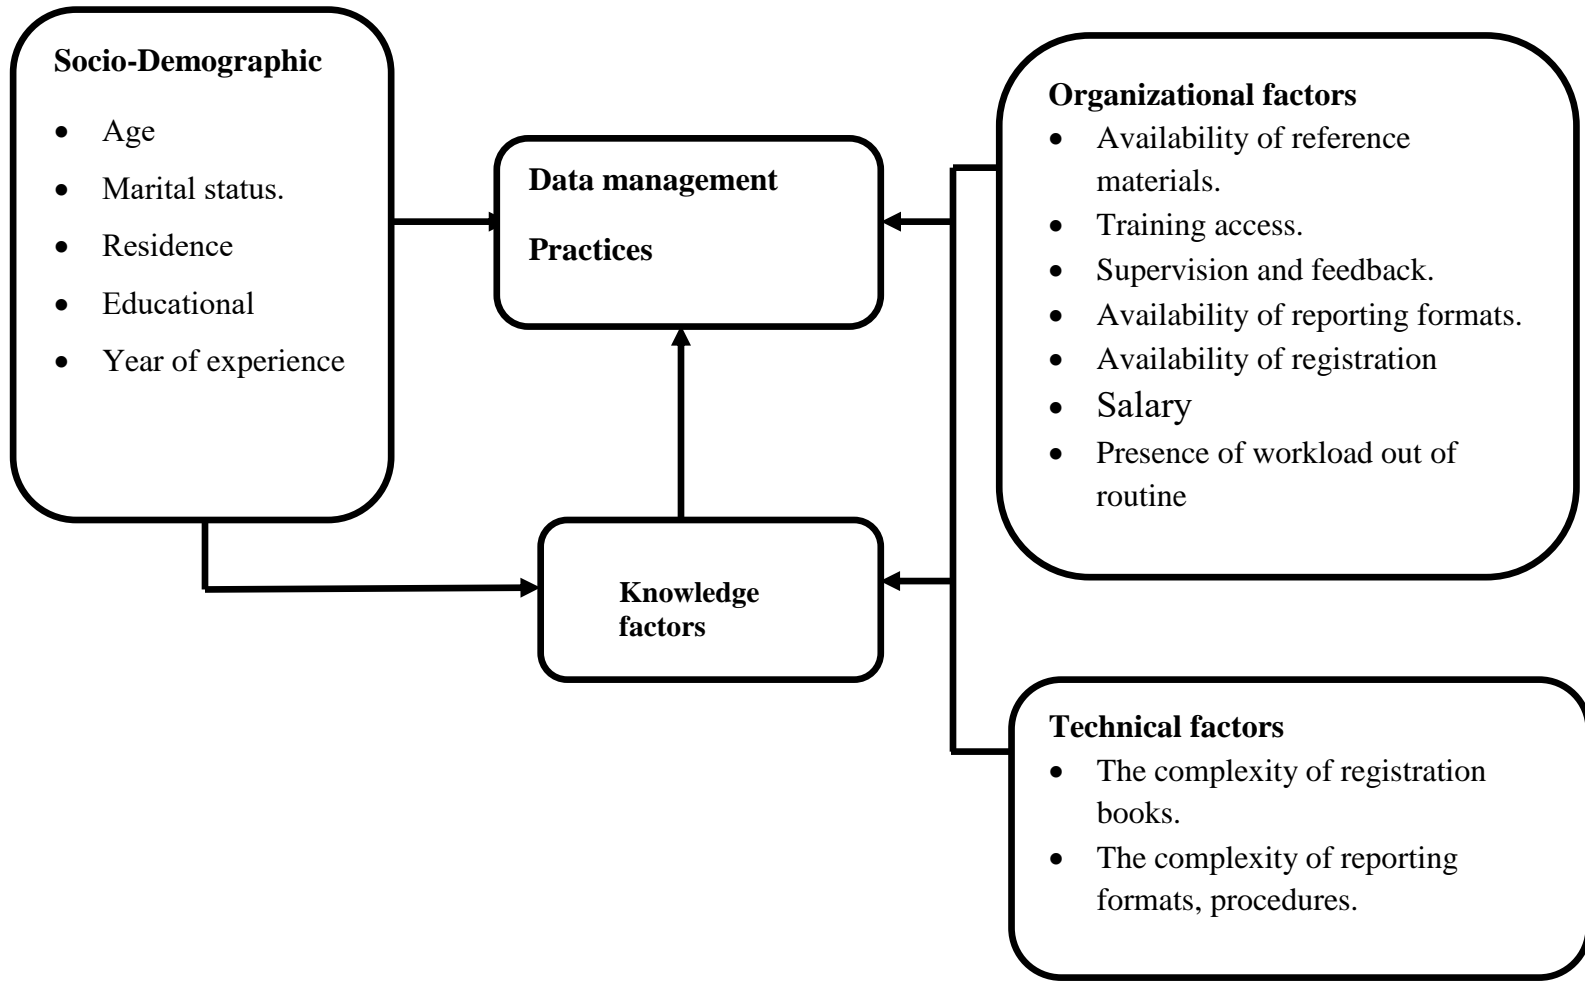 Socio-Demographic
• Age
• Marital status.
• Residence
• Educational
• Year of experience
Data management
Practices
Knowledge
factors
Organizational factors
• Availability of reference
materials.
• Training access.
• Supervision and feedback.
• Availability of reporting formats.
• Availability of registration
• Salary
• Presence of workload out of
routine
Technical factors
• The complexity of registration
books.
• The complexity of reporting
formats, procedures.